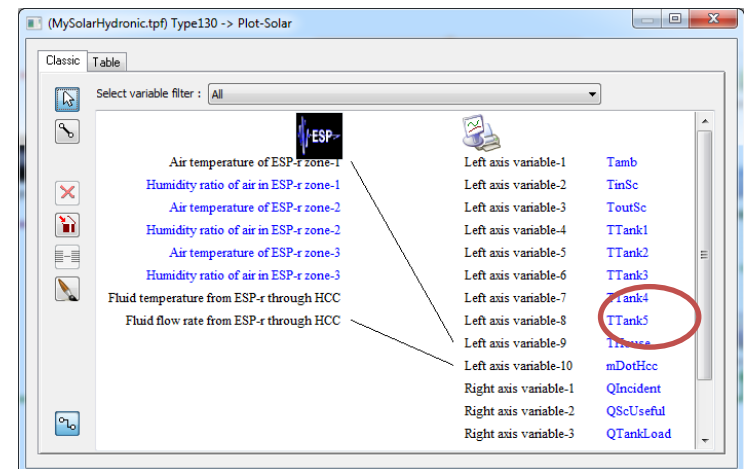 (MySolarHydronic.tpf) Type130 -> Plot-Solar
Classic Table
Select variable filter : All
ESP-r
Air temperature of ESP-r zone-1 Left axis variable-1 Tamb
Humidity ratio of air in ESP-r zone-1 Left axis variable-2 TinSc
Air temperature of ESP-r zone-2 Left axis variable-3 ToutSc
Humidity ratio of air in ESP-r zone-2 Left axis variable-4 TTank1
Air temperature of ESP-r zone-3 Left axis variable-5 TTank2
Humidity ratio of air in ESP-r zone-3 Left axis variable-6 TTank3
Fluid temperature from ESP-r through HCC Left axis variable-7 TTank4
Fluid flow rate from ESP-r through HCC Left axis variable-8 TTank5
Left axis variable-9 THouse
Left axis variable-10 mDotHcc
Right axis variable-1 QIncident
Right axis variable-2 QScUseful
Right axis variable-3 QTankLoad